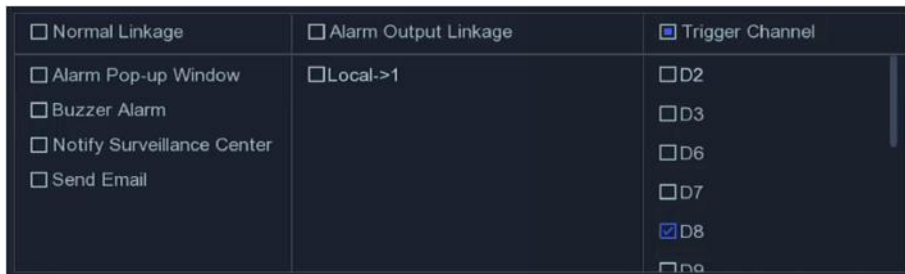 Normal Linkage
Alarm Output Linkage
Trigger Channel
Alarm Pop-up Window
Buzzer Alarm
Notify Surveillance Center
Send Email
Local->1
D2
D3
D6
D7
D8
D9